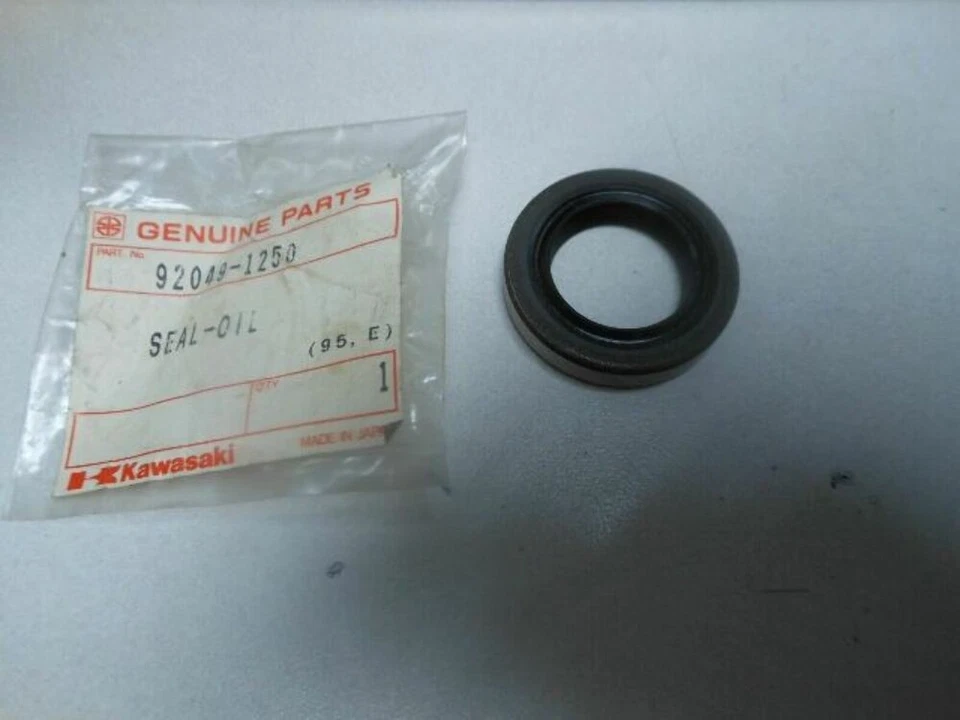 GENUINE PARTS
PART. No.
92049-1250
SEAL-OIL
(95, E)
QTY
1
MADE IN JAPAN
Kawasaki